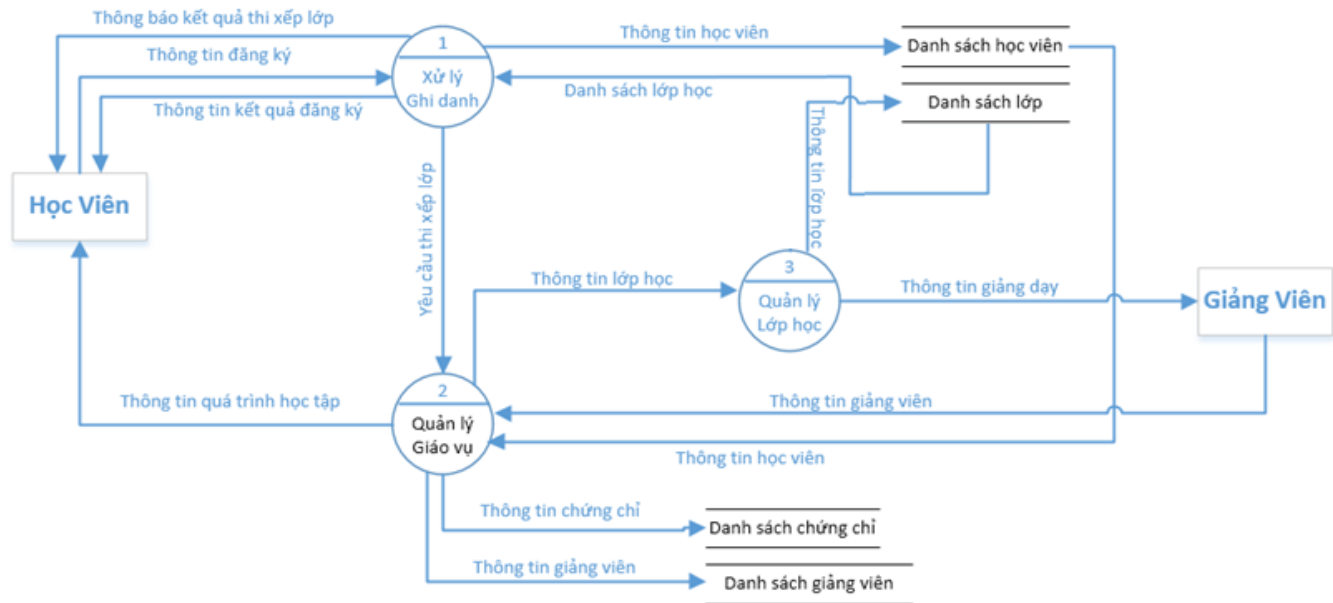 Thông báo kết quả thi xếp lớp
Thông tin đăng ký
Thông tin kết quả đăng ký
1
Xử lý
Ghi danh
Thông tin học viên
Danh sách lớp học
Danh sách học viên
Danh sách lớp
Thông tin lớp học
Yêu cầu thi xếp lớp
Học Viên
Thông tin lớp học
3
Quản lý
Lớp học
Thông tin giảng dạy
Giảng Viên
Thông tin quá trình học tập
2
Quản lý
Giáo vụ
Thông tin giảng viên
Thông tin học viên
Thông tin chứng chỉ
Danh sách chứng chỉ
Thông tin giảng viên
Danh sách giảng viên